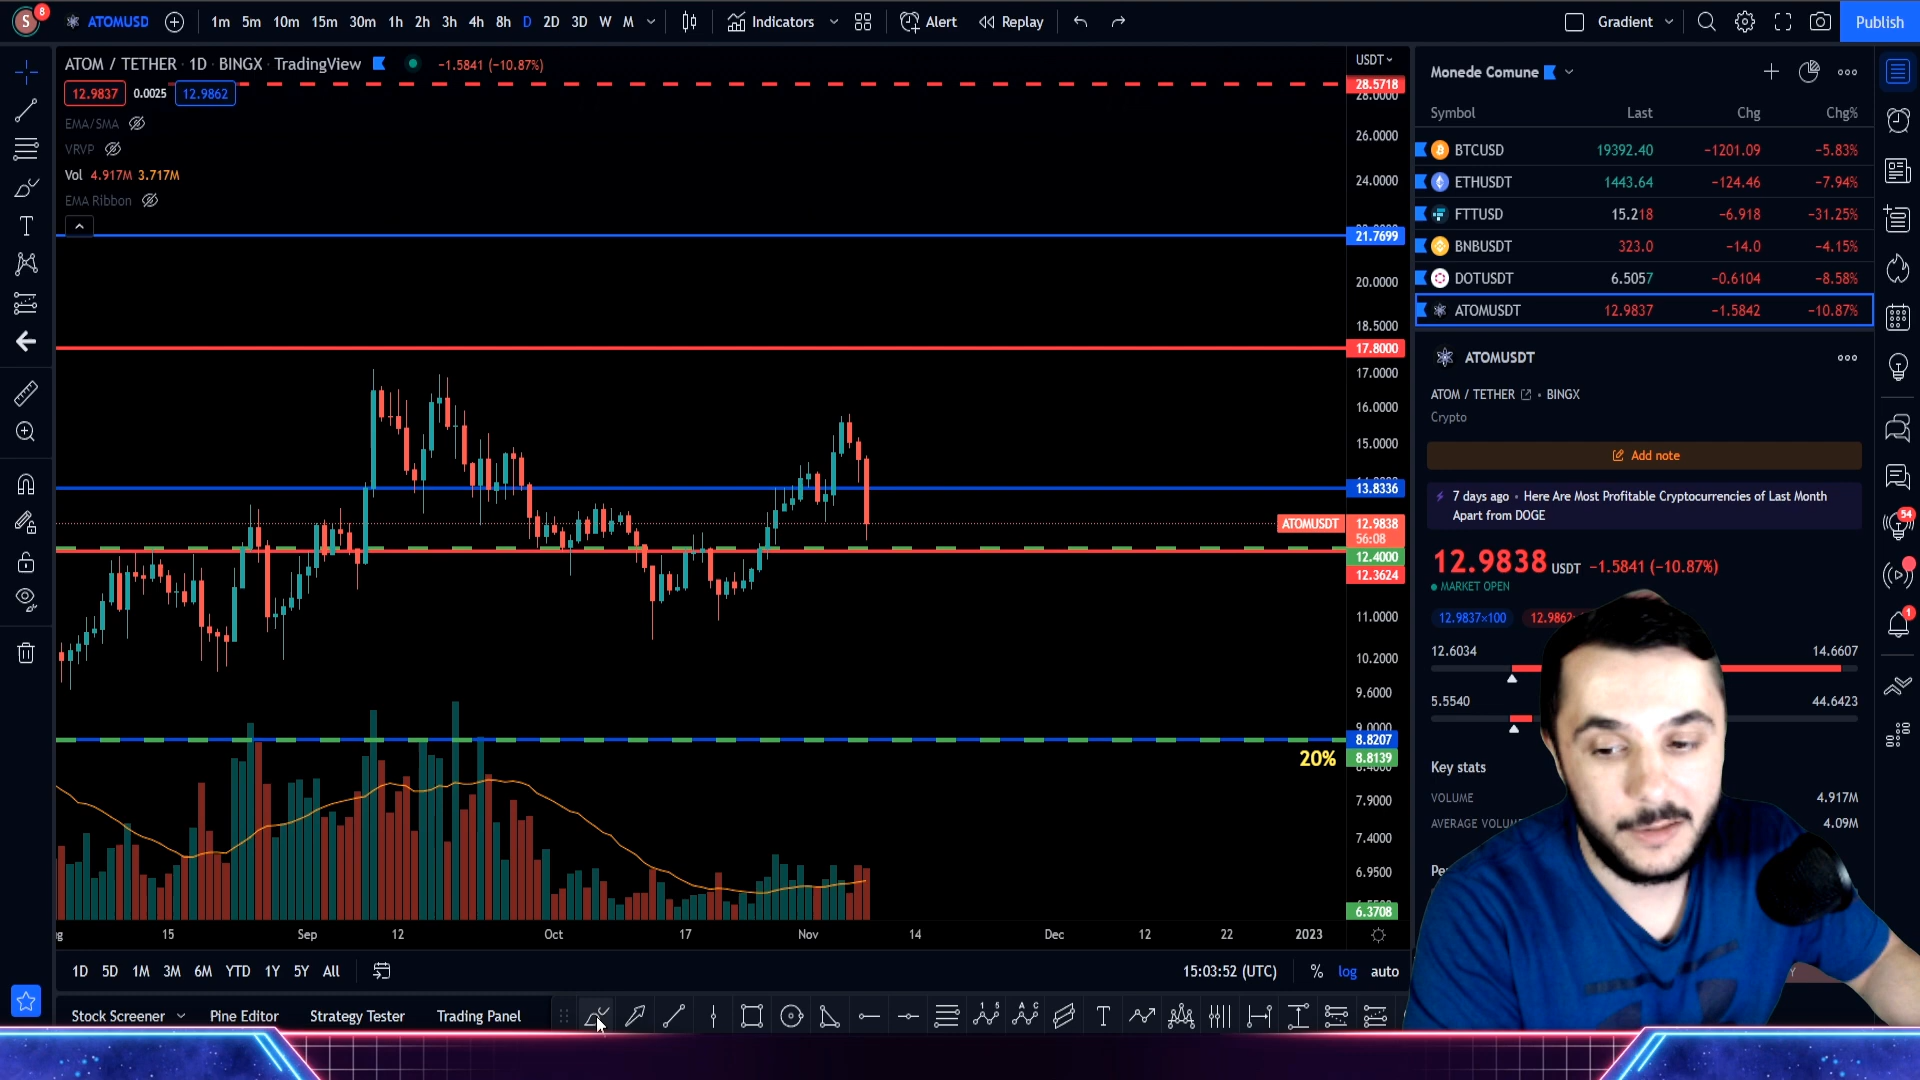 S 8 ATOMUSD 1m 5m 10m 15m 30m 1h 2h 3h 4h 8h D 2D 3D W M Indicators Alert Replay Gradient Publish
ATOM / TETHER · 1D · BINGX · TradingView −1.5841 (−10.87%)
12.9837 0.0025 12.9862
EMA/SMA
VRVP
Vol 4.917M 3.717M
EMA Ribbon
USDT
28.5718
28.0000
26.0000
24.0000
21.7699
20.0000
18.5000
17.8000
17.0000
16.0000
15.0000
13.8336
ATOMUSDT 12.9838
56:08
12.4000
12.3624
11.0000
10.2000
9.6000
9.0000
8.8207
20% 8.8139
7.9000
7.4000
6.9500
6.3708
15 Sep 12 Oct 17 Nov 14 Dec 12 22 2023
1D 5D 1M 3M 6M YTD 1Y 5Y All 15:03:52 (UTC) % log auto
Stock Screener Pine Editor Strategy Tester Trading Panel
Monede Comune
Symbol Last Chg Chg%
BTCUSD 19392.40 −1201.09 −5.83%
ETHUSDT 1443.64 −124.46 −7.94%
FTTUSD 15.218 −6.918 −31.25%
BNBUSDT 323.0 −14.0 −4.15%
DOTUSDT 6.5057 −0.6104 −8.58%
ATOMUSDT 12.9837 −1.5842 −10.87%
ATOMUSDT
ATOM / TETHER • BINGX
Crypto
Add note
7 days ago • Here Are Most Profitable Cryptocurrencies of Last Month
Apart from DOGE
12.9838 USDT −1.5841 (−10.87%)
MARKET OPEN
12.9837×100 12.9862
12.6034 14.6607
5.5540 44.6423
Key stats
VOLUME 4.917M
AVERAGE 4.09M
54
1